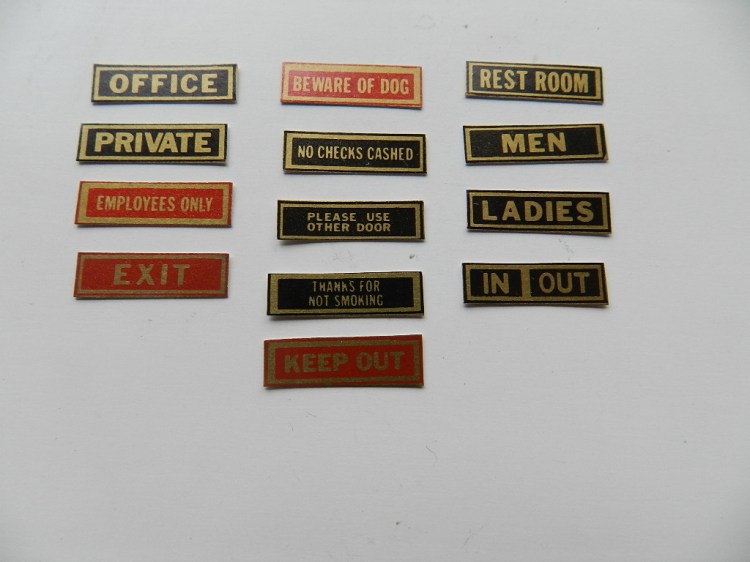 OFFICE
PRIVATE
EMPLOYEES ONLY
EXIT
BEWARE OF DOG
NO CHECKS CASHED
PLEASE USE
OTHER DOOR
THANKS FOR
NOT SMOKING
KEEP OUT
REST ROOM
MEN
LADIES
IN OUT